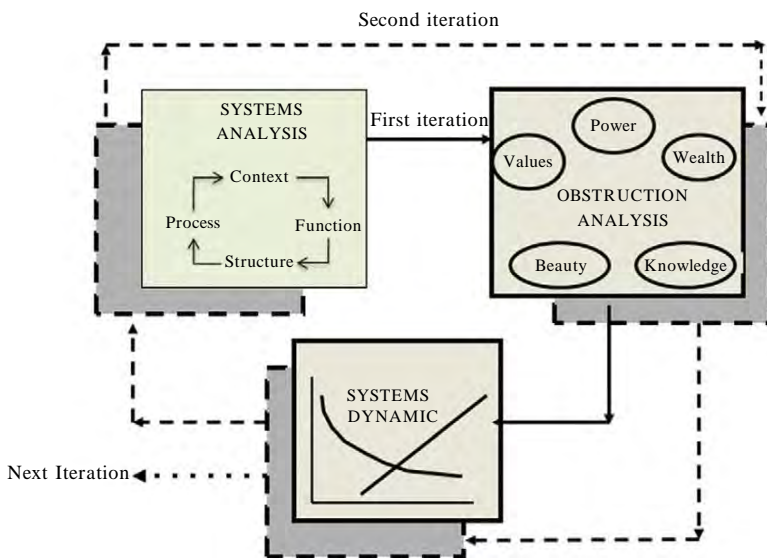 Second iteration
SYSTEMS
ANALYSIS
First iteration
Context
Process
Function
Structure
Power
Values
Wealth
OBSTRUCTION
ANALYSIS
Beauty
Knowledge
SYSTEMS
DYNAMIC
Next Iteration